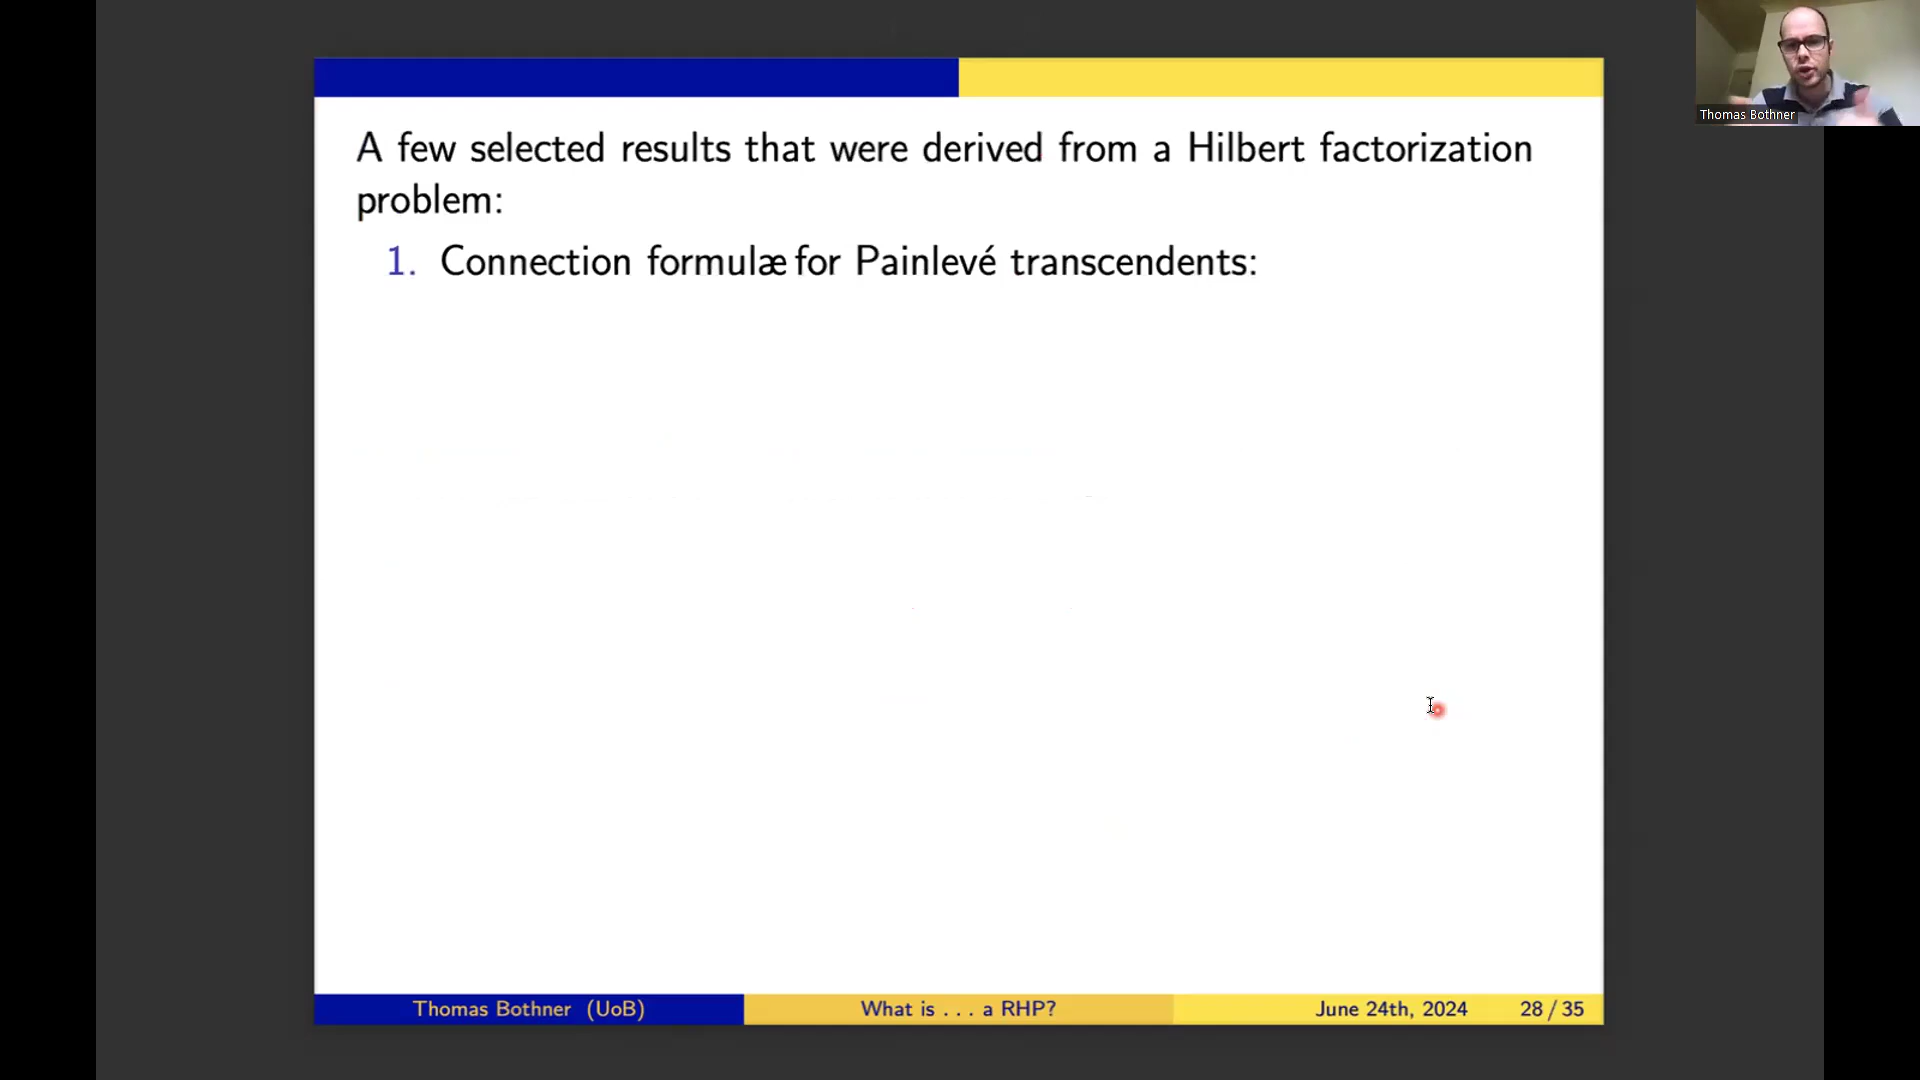 Thomas Bothner
A few selected results that were derived from a Hilbert factorization
problem:
1. Connection formulæ for Painlevé transcendents:
Thomas Bothner (UoB)
What is . . . a RHP?
June 24th, 2024
28 / 35